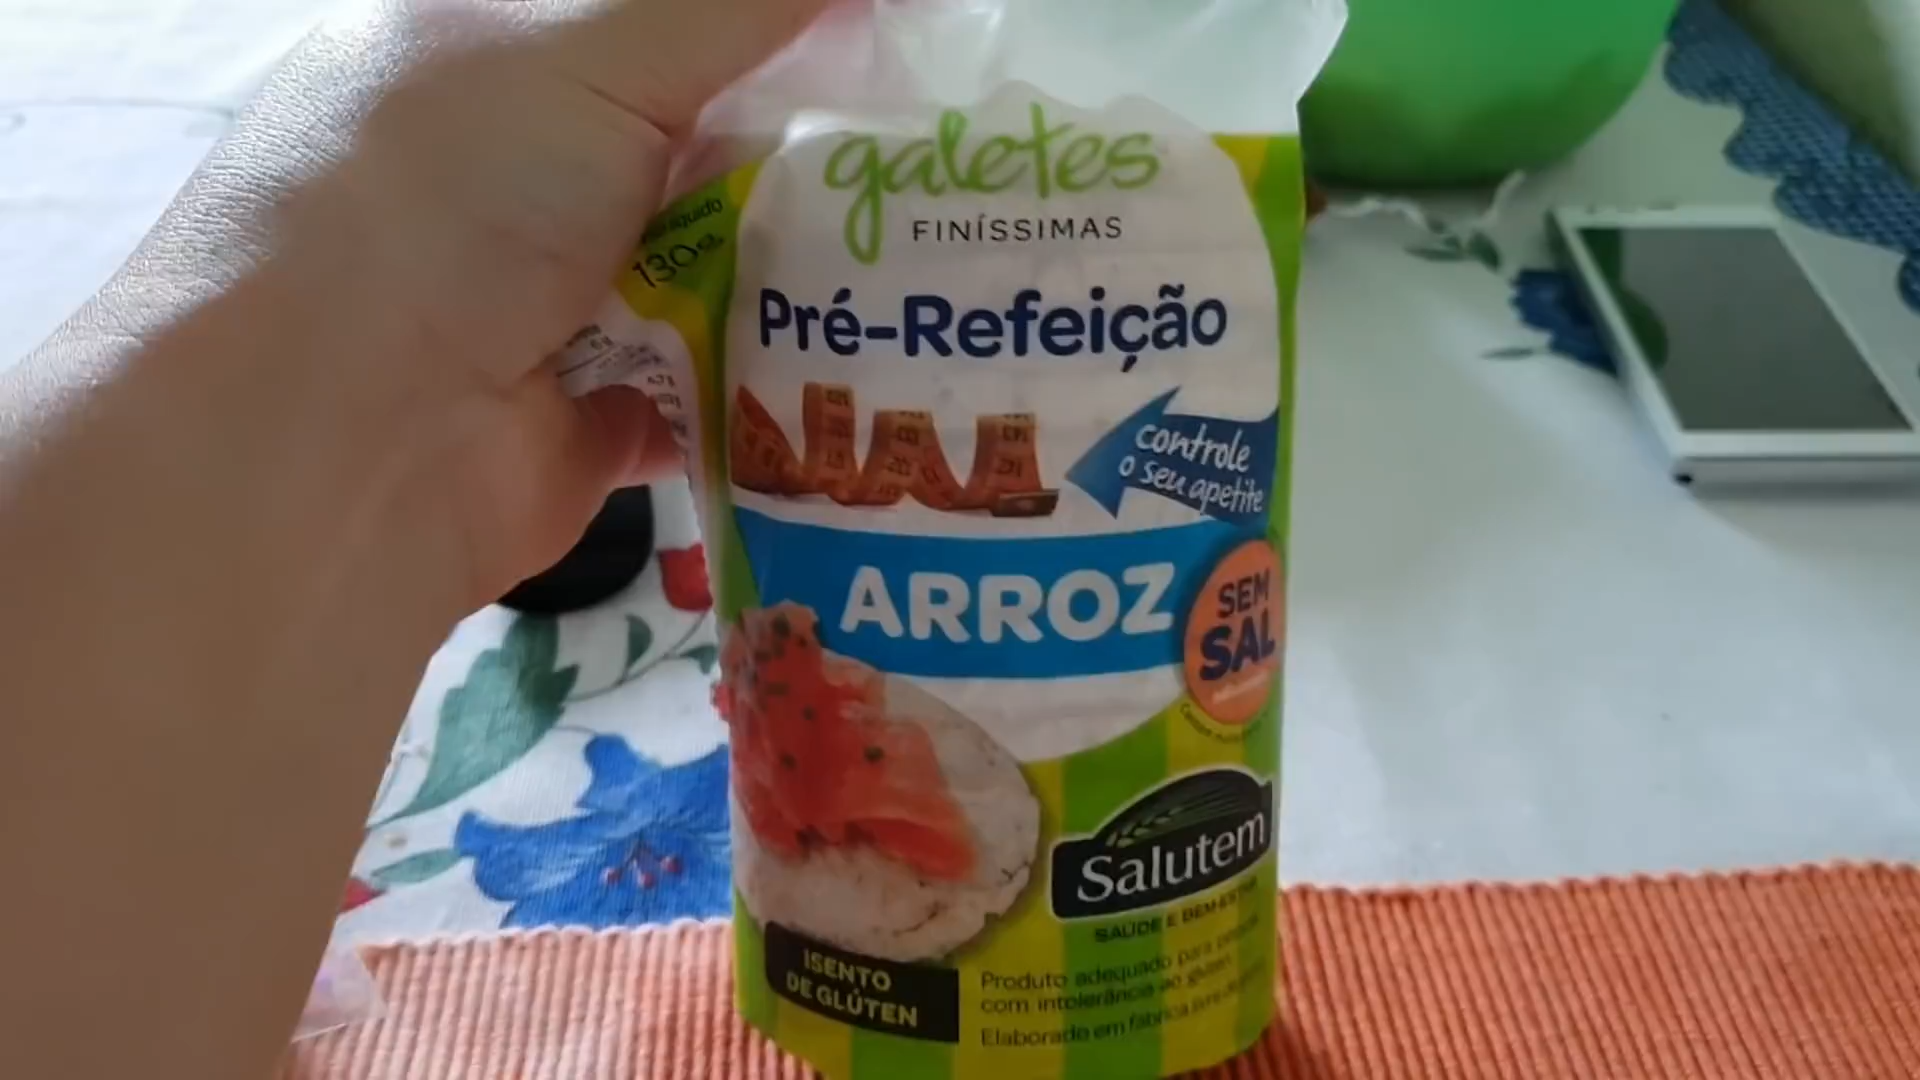 galetes
FINÍSSIMAS
130g
Pré-Refeição
controle
o seu apetite
ARROZ
SEM
SAL
Salutem
SAÚDE E BEM-ESTAR
ISENTO
DE GLÚTEN
Produto adequado para
com intolerância ao glúten
Elaborado em fábrica